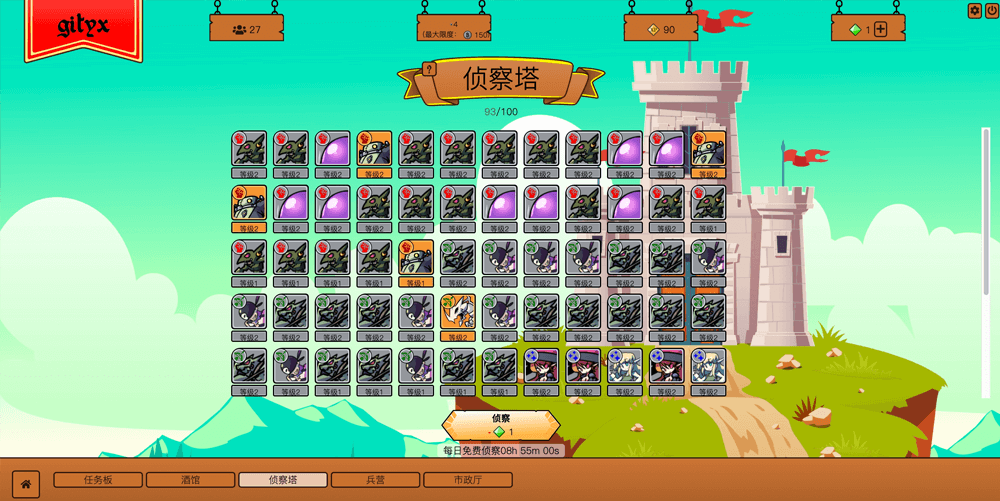 gityx
27
-4
(最大限度: 150)
90
1
?
侦察塔
93/100
等级2 等级2 等级2 等级2 等级2 等级2 等级2 等级2 等级2 等级2 等级2 等级2
等级2 等级2 等级2 等级2 等级2 等级2 等级2 等级2 等级2 等级2 等级2 等级1
等级1 等级1 等级1 等级1 等级1 等级2 等级2 等级2 等级2 等级2 等级2 等级2
等级2 等级2 等级2 等级2 等级2 等级2 等级2 等级2 等级2 等级2 等级2 等级2
等级2 等级2 等级1 等级1 等级1 等级2 等级1 等级2 等级2 等级2 等级2 等级2
侦察
- 1
每日免费侦察08h 55m 00s
任务板 酒馆 侦察塔 兵营 市政厅